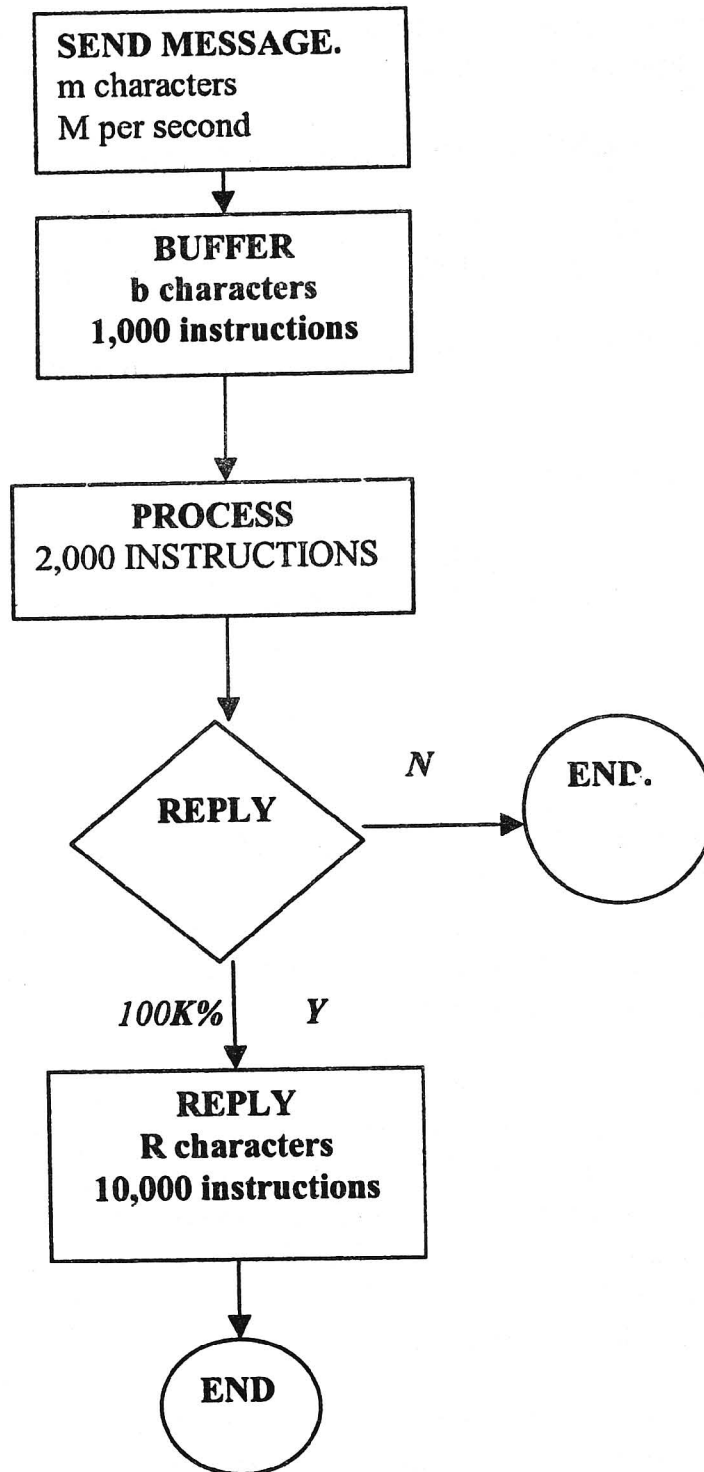 SEND MESSAGE.
m characters
M per second
BUFFER
b characters
1,000 instructions
PROCESS
2,000 INSTRUCTIONS
REPLY
N
END.
100K%
Y
REPLY
R characters
10,000 instructions
END